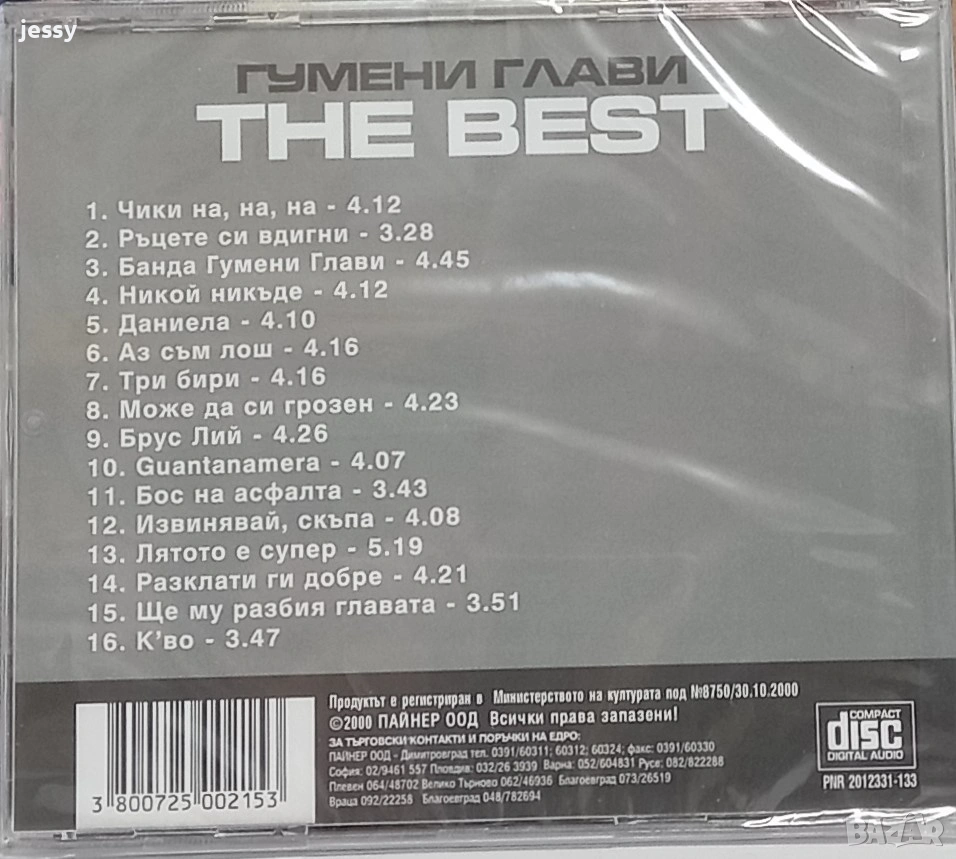 jessy
ГУМЕНИ ГЛАВИ
THE BEST
1. Чики на, на, на - 4.12
2. Ръцете си вдигни - 3.28
3. Банда Гумени Глави - 4.45
4. Никой никъде - 4.12
5. Даниела - 4.10
6. Аз съм лош - 4.16
7. Три бири - 4.16
8. Може да си грозен - 4.23
9. Брус Лий - 4.26
10. Guantanamera - 4.07
11. Бос на асфалта - 3.43
12. Извинявай, скъпа - 4.08
13. Лятото е супер - 5.19
14. Разклати ги добре - 4.21
15. Ще му разбия главата - 3.51
16. К'во - 3.47
Продуктът е регистриран в Министерството на културата под №8750/30.10.2000
©2000 ПАЙНЕР ООД Всички права запазени!
ЗА ТЪРГОВСКИ КОНТАКТИ И ПОРЪЧКИ НА ЕДРО:
ПАЙНЕР ООД - Димитровград тел. 0391/60311; 60312; 60324; факс: 0391/60330
София: 02/9461 557 Пловдив: 032/26 3939 Варна: 052/604831 Русе: 082/822288
Плевен 064/48702 Велико Търново 062/46936 Благоевград 073/26519
Враца 092/22258 Благоевград 048/782694
3 800725 002153
COMPACT
disc
DIGITAL AUDIO
PNR 2012331-133
BAZAR